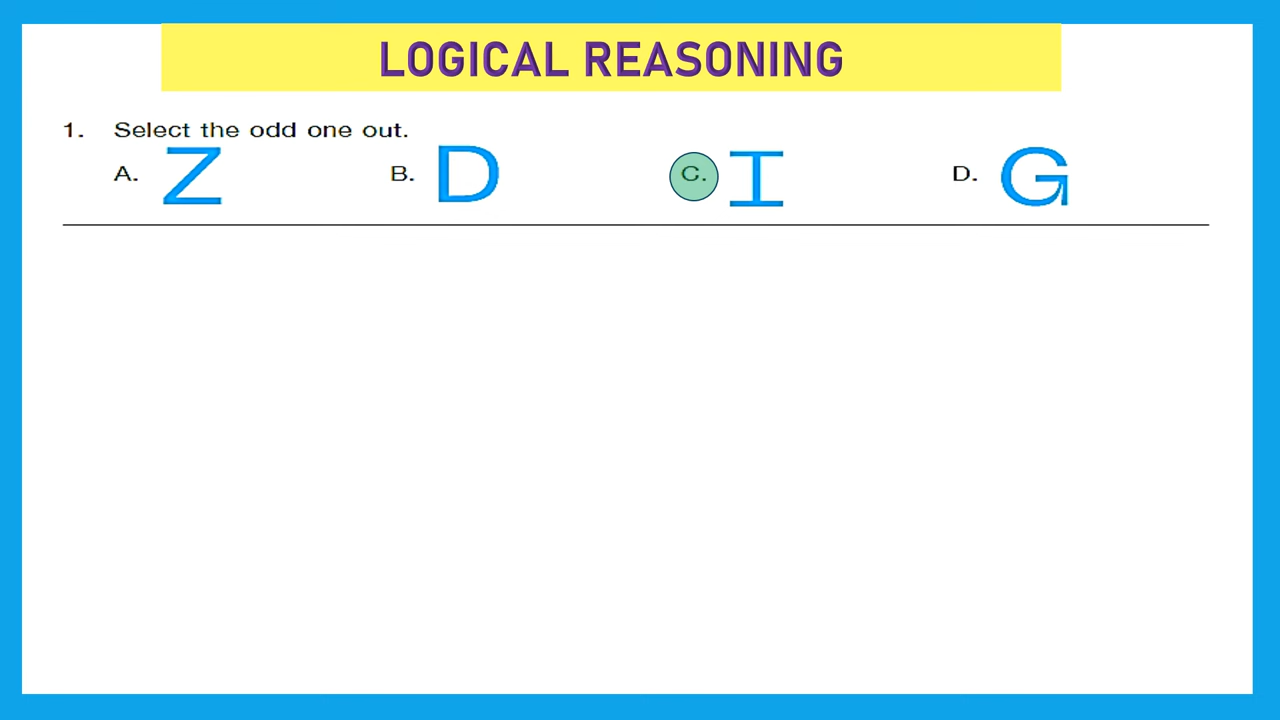 LOGICAL REASONING
1. Select the odd one out.
A. Z B. D C. I D. G